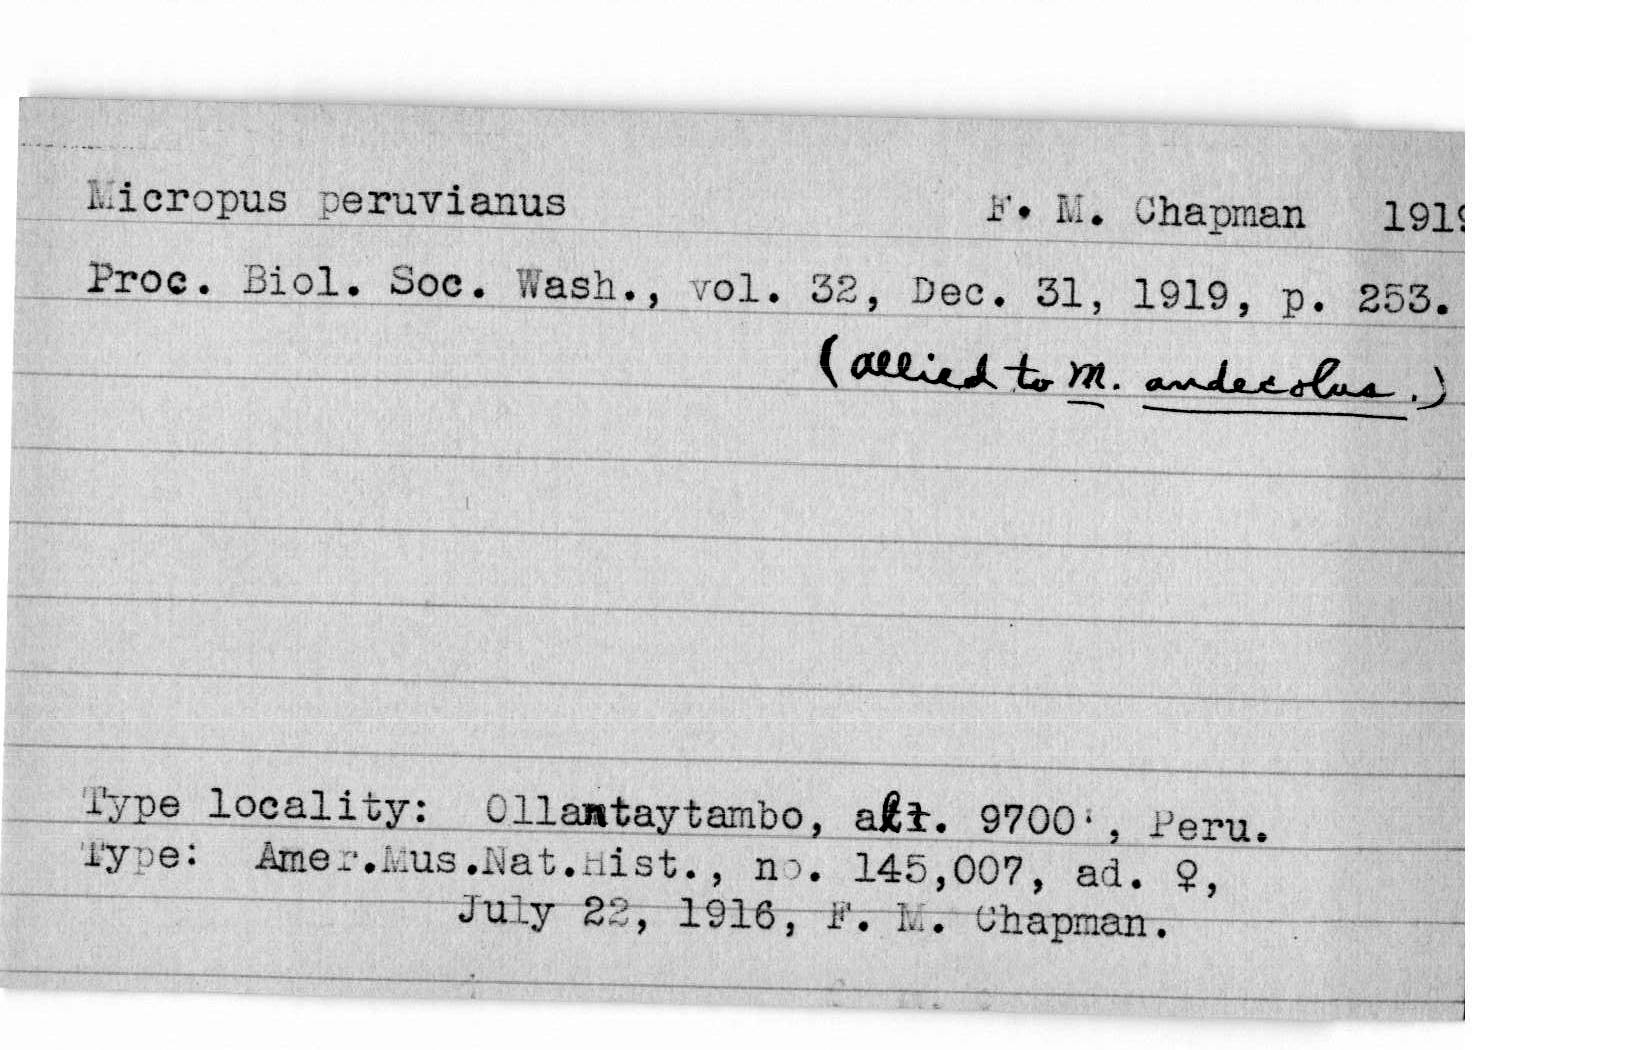 Micropus peruvianus F. M. Chapman 1919
Proc. Biol. Soc. Wash., vol. 32, Dec. 31, 1919, p. 253.
(allied to M. andecolus.)
Type locality: Ollantaytambo, alt. 9700', Peru.
Type: Amer.Mus.Nat.Hist., no. 145,007, ad. ♀,
July 22, 1916, F. M. Chapman.